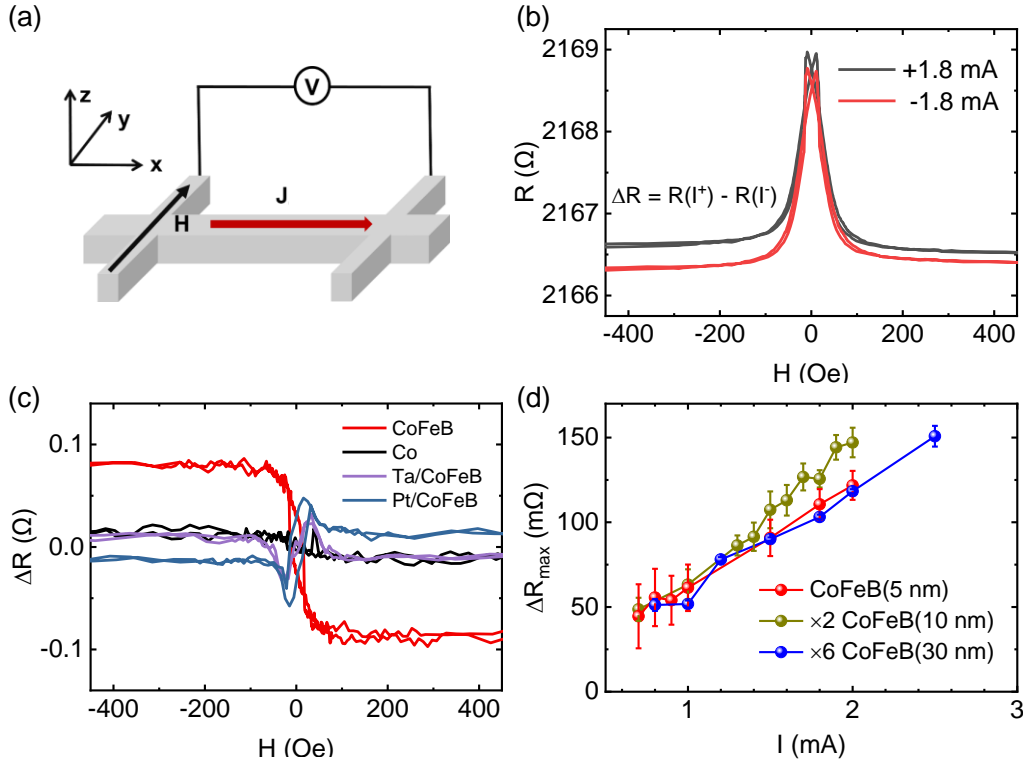 (a)
V
z
y
x
H
J
(b)
2169
2168
2167
2166
R (Ω)
+1.8 mA
-1.8 mA
ΔR = R(I⁺) - R(I⁻)
-400 -200 0 200 400
H (Oe)
(c)
0.1
0.0
-0.1
ΔR (Ω)
CoFeB
Co
Ta/CoFeB
Pt/CoFeB
-400 -200 0 200 400
H (Oe)
(d)
150
100
50
0
ΔRmax (mΩ)
CoFeB(5 nm)
×2 CoFeB(10 nm)
×6 CoFeB(30 nm)
1 2 3
I (mA)